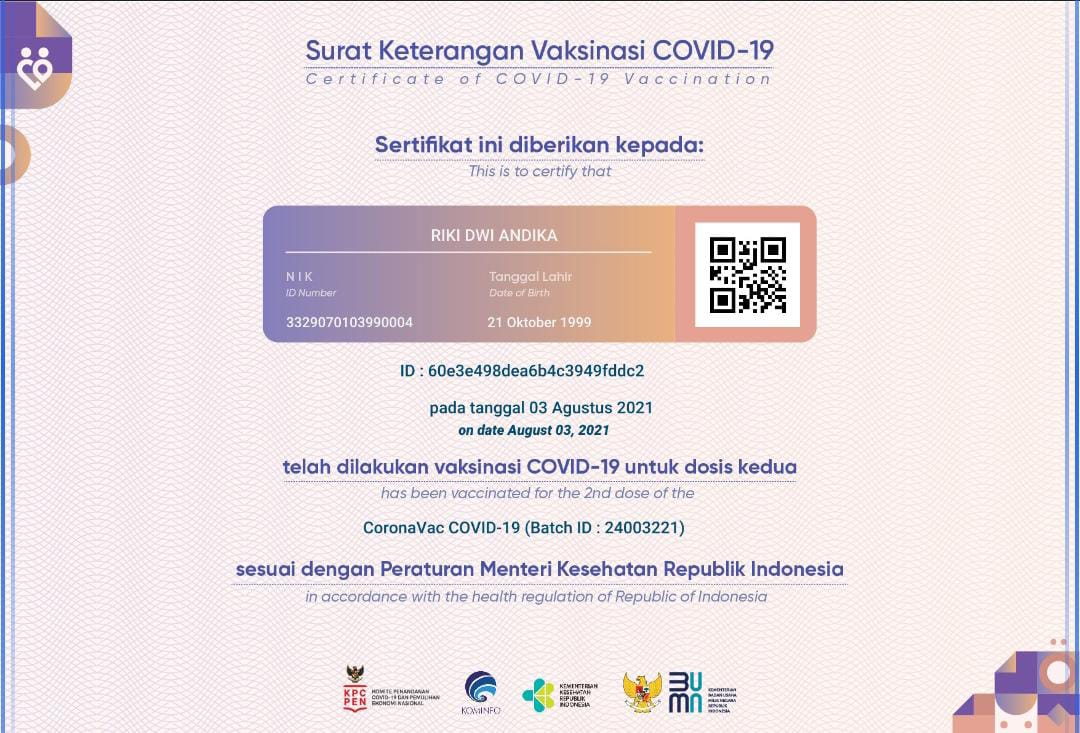 Surat Keterangan Vaksinasi COVID-19
Certificate of COVID-19 Vaccination
Sertifikat ini diberikan kepada:
This is to certify that
RIKI DWI ANDIKA
NIK
ID Number
3329070103990004
Tanggal Lahir
Date of Birth
21 Oktober 1999
ID : 60e3e498dea6b4c3949fddc2
pada tanggal 03 Agustus 2021
on date August 03, 2021
telah dilakukan vaksinasi COVID-19 untuk dosis kedua
has been vaccinated for the 2nd dose of the
CoronaVac COVID-19 (Batch ID : 24003221)
sesuai dengan Peraturan Menteri Kesehatan Republik Indonesia
in accordance with the health regulation of Republic of Indonesia
KPC
PEN
KOMITE PENANGANAN
COVID-19 DAN PEMULIHAN
EKONOMI NASIONAL
KOMINFO
KEMENTERIAN
KESEHATAN
REPUBLIK
INDONESIA
BUMN
KEMENTERIAN
BADAN USAHA
MILIK NEGARA
REPUBLIK
INDONESIA